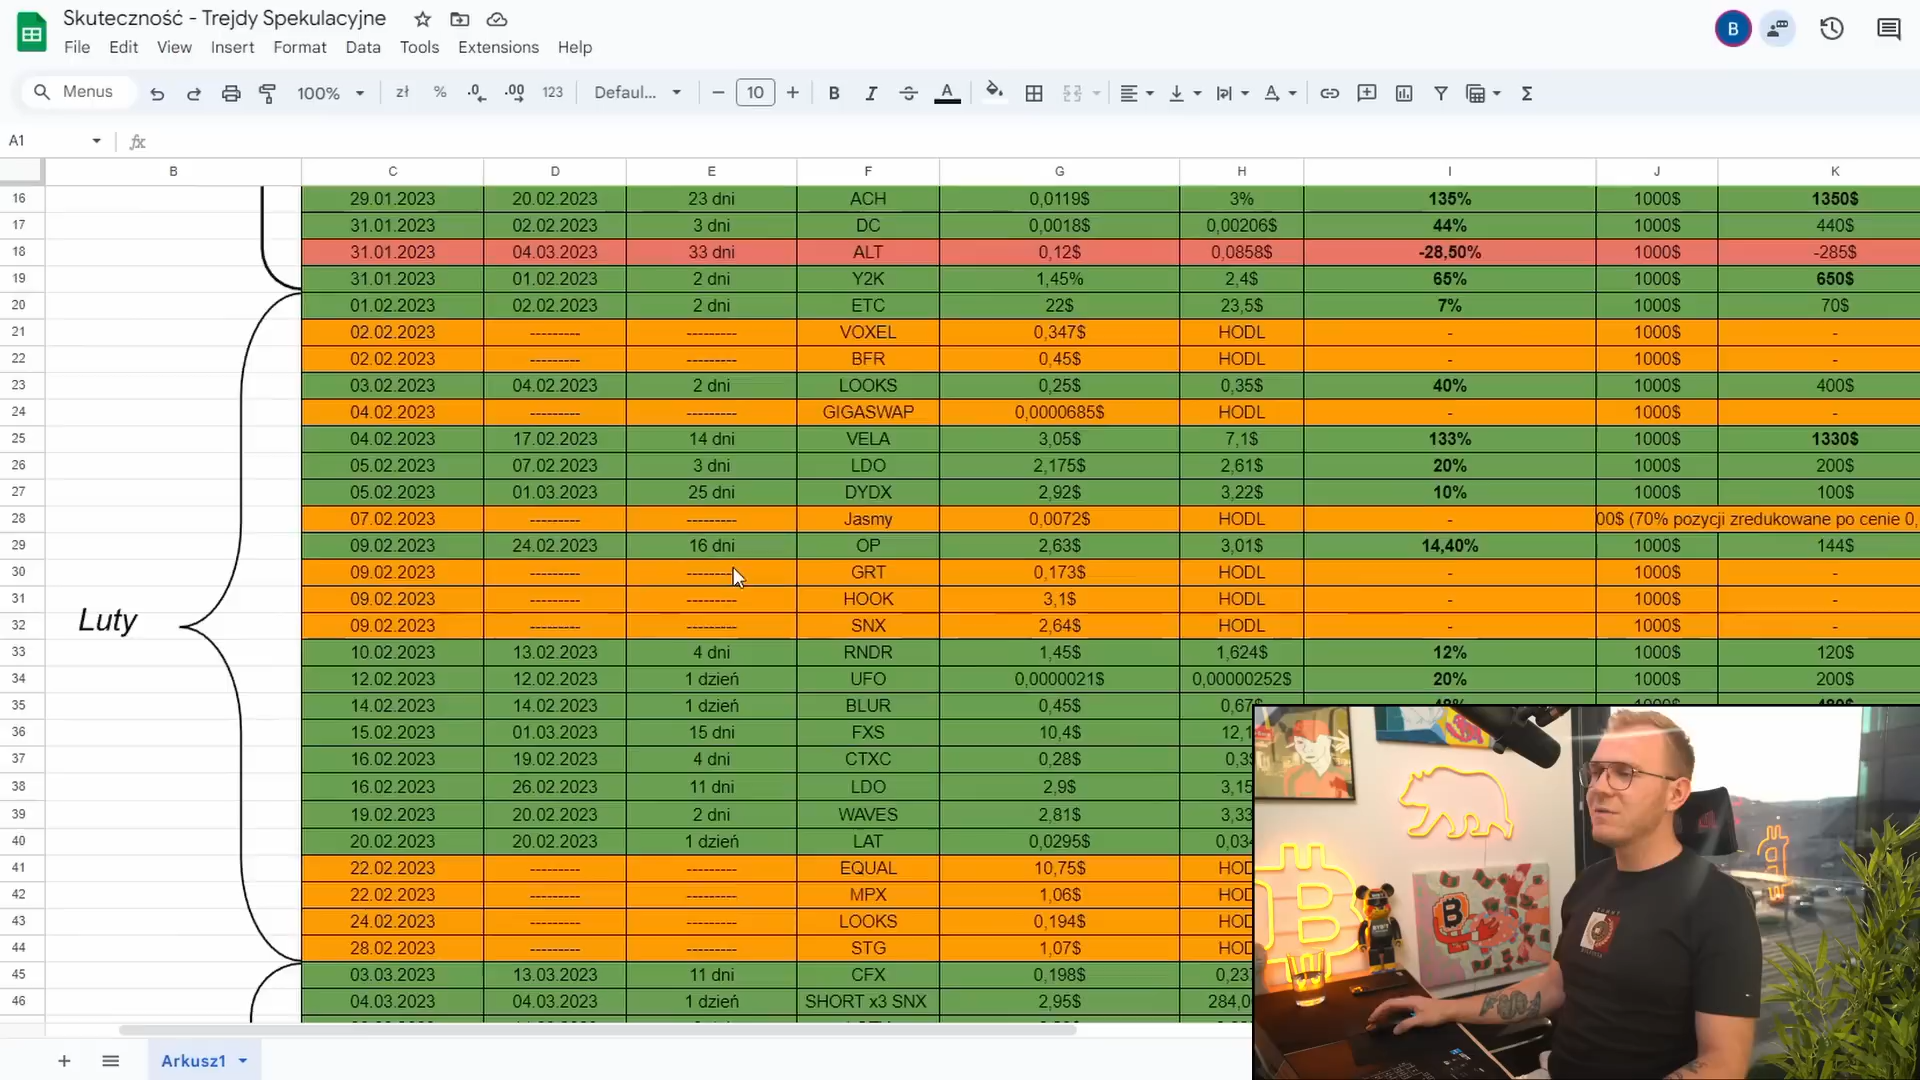 Skuteczność - Trejdy Spekulacyjne
File Edit View Insert Format Data Tools Extensions Help
B
Menus 100% zł % .0 .00 123 Defaul... 10 B I A
A1 fx
B C D E F G H I J K
16 29.01.2023 20.02.2023 23 dni ACH 0,0119$ 3% 135% 1000$ 1350$
17 31.01.2023 02.02.2023 3 dni DC 0,0018$ 0,00206$ 44% 1000$ 440$
18 31.01.2023 04.03.2023 33 dni ALT 0,12$ 0,0858$ -28,50% 1000$ -285$
19 31.01.2023 01.02.2023 2 dni Y2K 1,45% 2,4$ 65% 1000$ 650$
20 01.02.2023 02.02.2023 2 dni ETC 22$ 23,5$ 7% 1000$ 70$
21 02.02.2023 --------- --------- VOXEL 0,347$ HODL - 1000$ -
22 02.02.2023 --------- --------- BFR 0,45$ HODL - 1000$ -
23 03.02.2023 04.02.2023 2 dni LOOKS 0,25$ 0,35$ 40% 1000$ 400$
24 04.02.2023 --------- --------- GIGASWAP 0,0000685$ HODL - 1000$ -
25 04.02.2023 17.02.2023 14 dni VELA 3,05$ 7,1$ 133% 1000$ 1330$
26 05.02.2023 07.02.2023 3 dni LDO 2,175$ 2,61$ 20% 1000$ 200$
27 05.02.2023 01.03.2023 25 dni DYDX 2,92$ 3,22$ 10% 1000$ 100$
28 07.02.2023 --------- --------- Jasmy 0,0072$ HODL - 00$ (70% pozycji zredukowane po cenie 0,
29 09.02.2023 24.02.2023 16 dni OP 2,63$ 3,01$ 14,40% 1000$ 144$
30 09.02.2023 --------- --------- GRT 0,173$ HODL - 1000$ -
31 09.02.2023 --------- --------- HOOK 3,1$ HODL - 1000$ -
32 Luty 09.02.2023 --------- --------- SNX 2,64$ HODL - 1000$ -
33 10.02.2023 13.02.2023 4 dni RNDR 1,45$ 1,624$ 12% 1000$ 120$
34 12.02.2023 12.02.2023 1 dzień UFO 0,0000021$ 0,00000252$ 20% 1000$ 200$
35 14.02.2023 14.02.2023 1 dzień BLUR 0,45$ 0,67
36 15.02.2023 01.03.2023 15 dni FXS 10,4$ 12,1
37 16.02.2023 19.02.2023 4 dni CTXC 0,28$ 0,3
38 16.02.2023 26.02.2023 11 dni LDO 2,9$ 3,15
39 19.02.2023 20.02.2023 2 dni WAVES 2,81$ 3,33
40 20.02.2023 20.02.2023 1 dzień LAT 0,0295$ 0,034
41 22.02.2023 --------- --------- EQUAL 10,75$ HOD
42 22.02.2023 --------- --------- MPX 1,06$ HOD
43 24.02.2023 --------- --------- LOOKS 0,194$ HOD
44 28.02.2023 --------- --------- STG 1,07$ HOD
45 03.03.2023 13.03.2023 11 dni CFX 0,198$ 0,237
46 04.03.2023 04.03.2023 1 dzień SHORT x3 SNX 2,95$ 284,0
Arkusz1